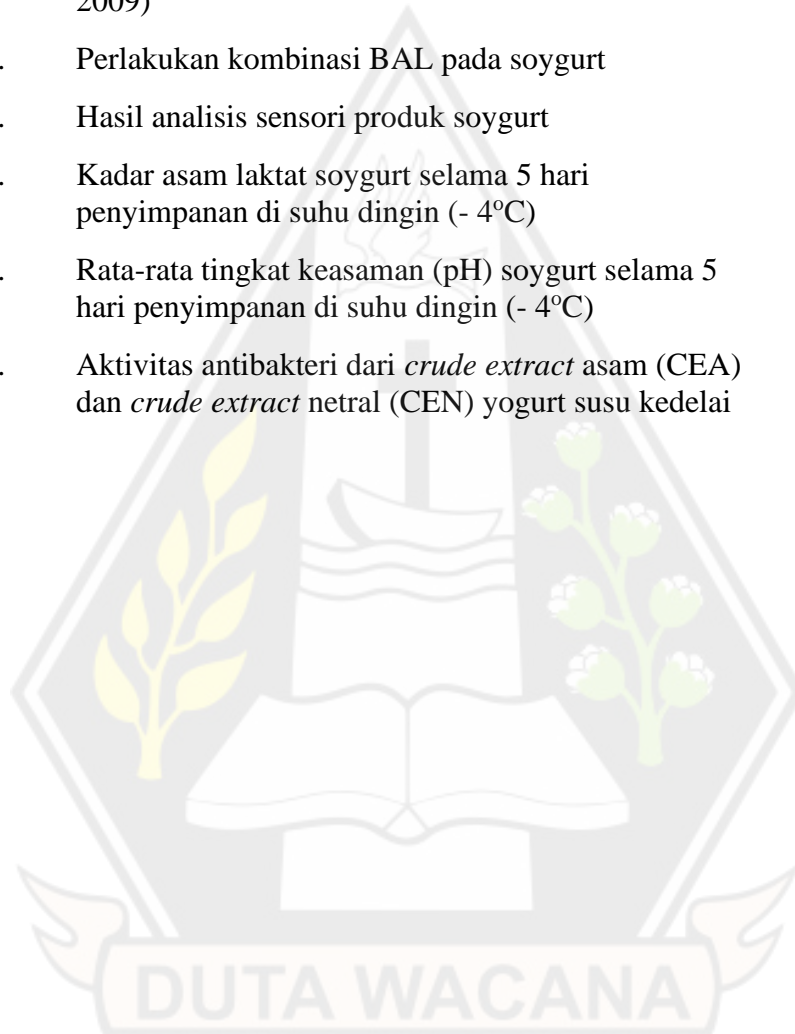 2009)
. Perlakukan kombinasi BAL pada soygurt
. Hasil analisis sensori produk soygurt
. Kadar asam laktat soygurt selama 5 hari
penyimpanan di suhu dingin (- 4°C)
. Rata-rata tingkat keasaman (pH) soygurt selama 5
hari penyimpanan di suhu dingin (- 4°C)
. Aktivitas antibakteri dari crude extract asam (CEA)
dan crude extract netral (CEN) yogurt susu kedelai
DUTA WACANA